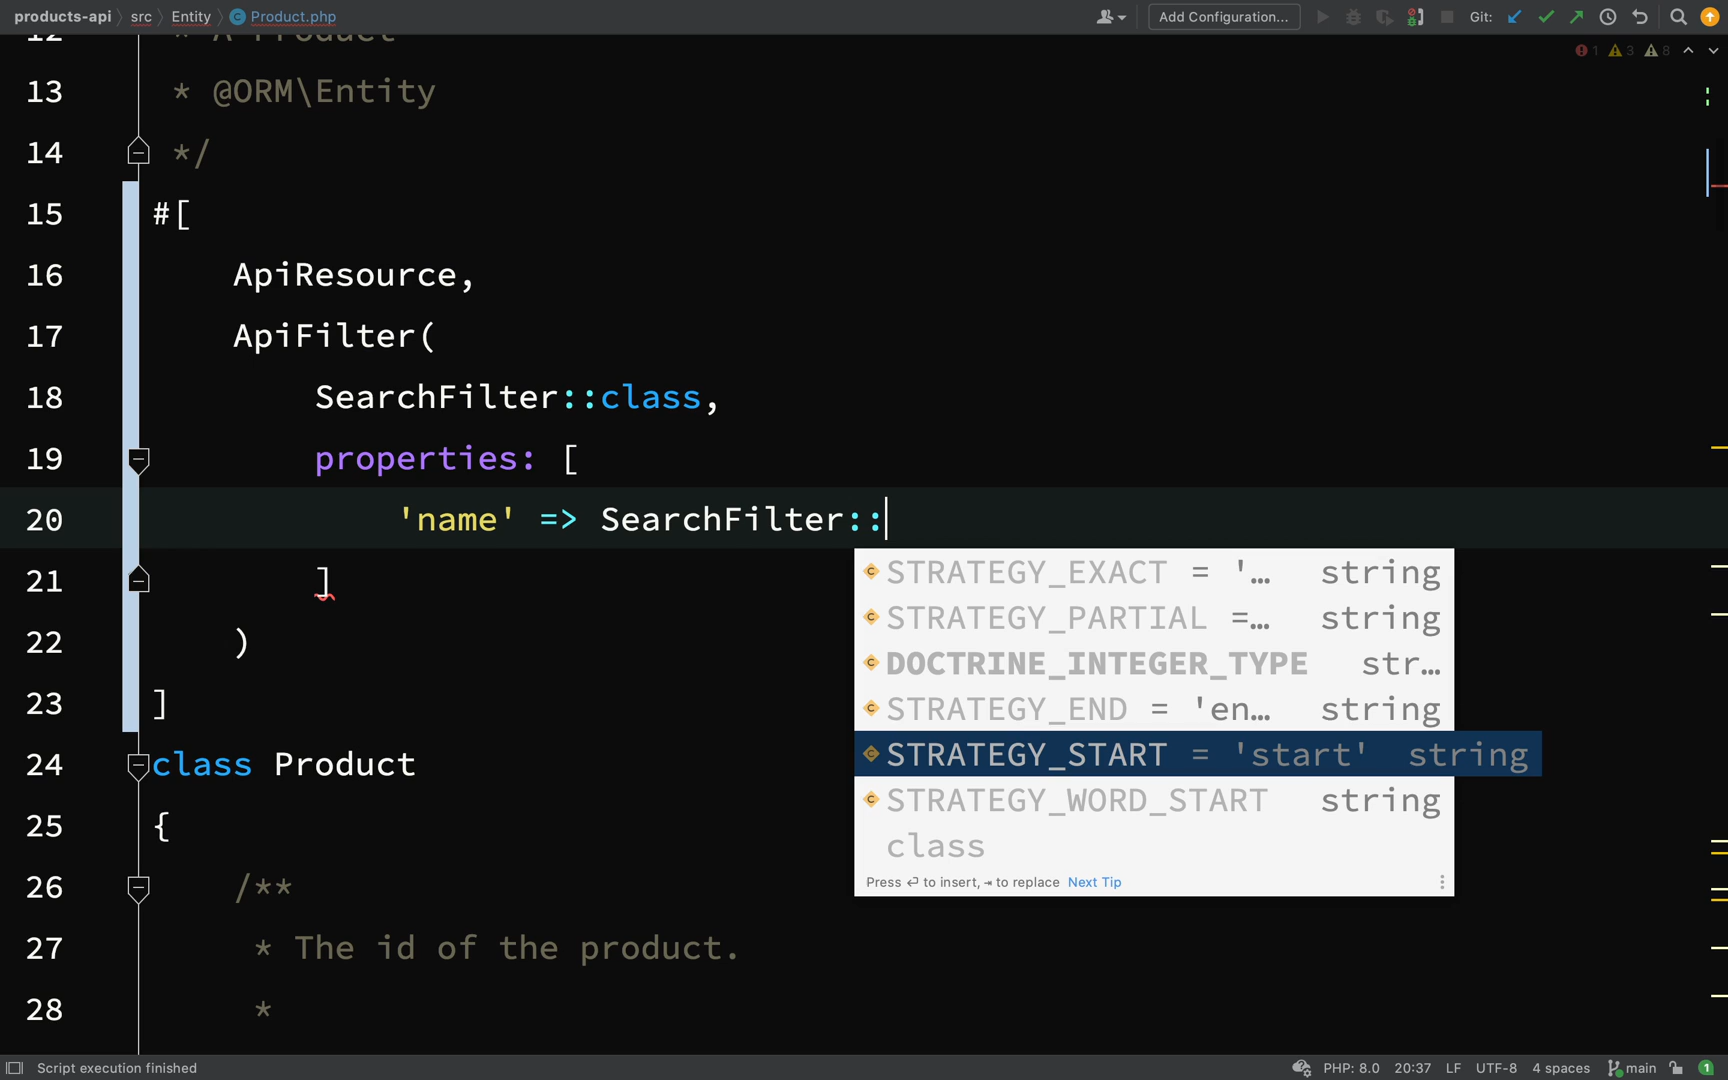 products-api src Entity Product.php Add Configuration... Git:
12 * A Product
1 3 8
13 * @ORM\Entity
14 */
15 #[
16 ApiResource,
17 ApiFilter(
18 SearchFilter::class,
19 properties: [
20 'name' => SearchFilter::
21 ]
22 )
23 ]
24 class Product
25 {
26 /**
27 * The id of the product.
28 *
STRATEGY_EXACT = '… string
STRATEGY_PARTIAL =… string
DOCTRINE_INTEGER_TYPE str…
STRATEGY_END = 'en… string
STRATEGY_START = 'start' string
STRATEGY_WORD_START string
class
Press ⏎ to insert, ⇥ to replace Next Tip
Script execution finished PHP: 8.0 20:37 LF UTF-8 4 spaces main 1